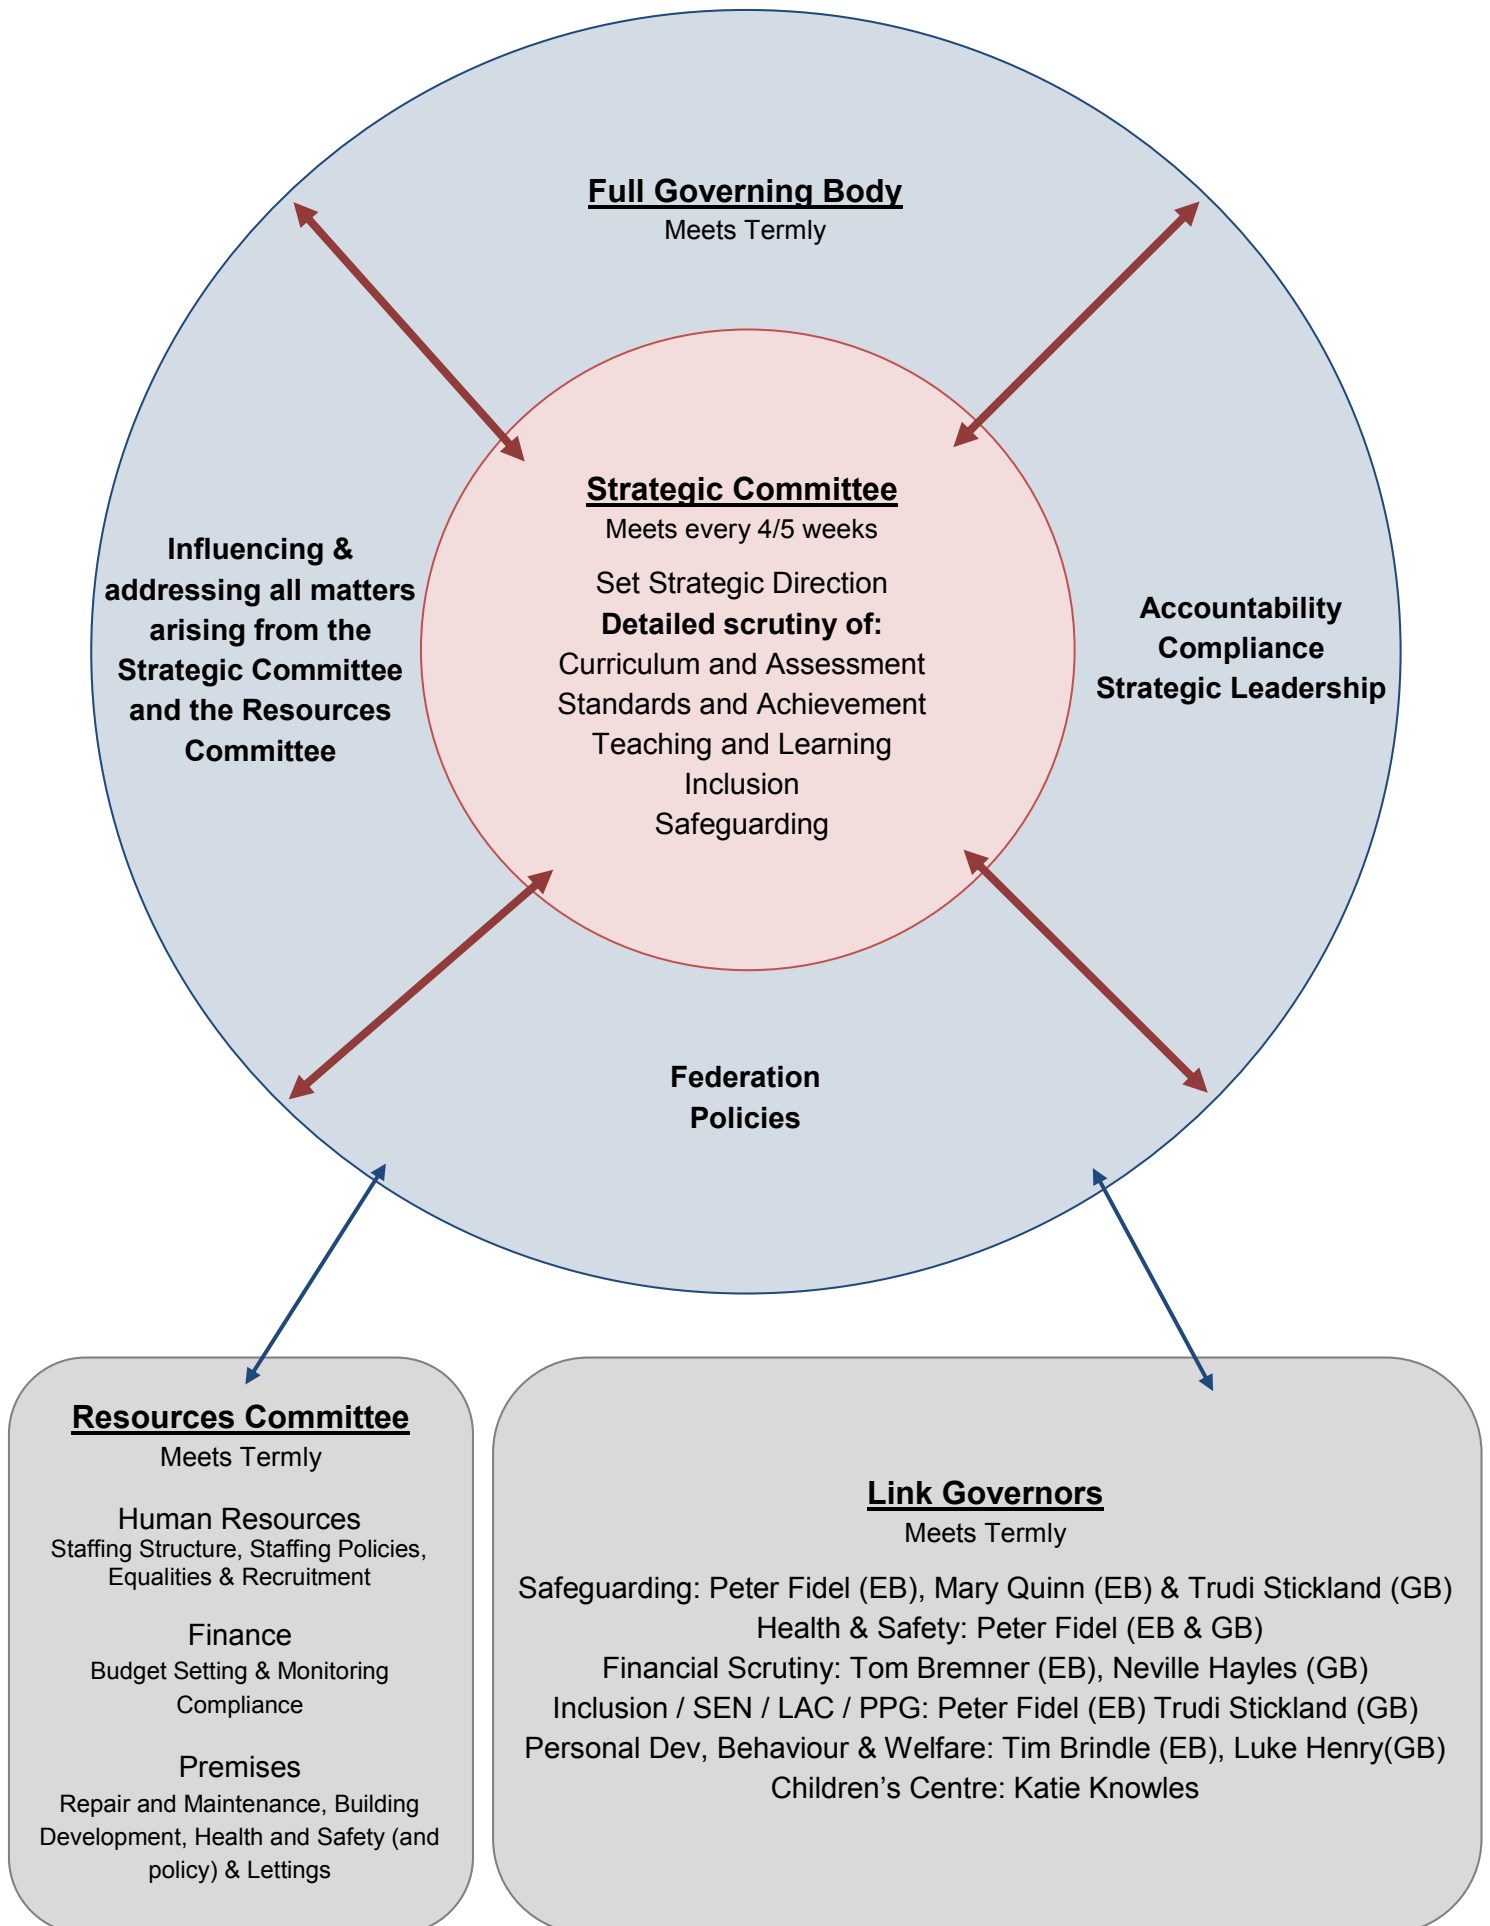 Full Governing Body
Meets Termly
Strategic Committee
Meets every 4/5 weeks
Set Strategic Direction
Detailed scrutiny of:
Curriculum and Assessment
Standards and Achievement
Teaching and Learning
Inclusion
Safeguarding
Influencing &
addressing all matters
arising from the
Strategic Committee
and the Resources
Committee
Accountability
Compliance
Strategic Leadership
Federation
Policies
Resources Committee
Meets Termly
Human Resources
Staffing Structure, Staffing Policies,
Equalities & Recruitment
Finance
Budget Setting & Monitoring
Compliance
Premises
Repair and Maintenance, Building
Development, Health and Safety (and
policy) & Lettings
Link Governors
Meets Termly
Safeguarding: Peter Fidel (EB), Mary Quinn (EB) & Trudi Stickland (GB)
Health & Safety: Peter Fidel (EB & GB)
Financial Scrutiny: Tom Bremner (EB), Neville Hayles (GB)
Inclusion / SEN / LAC / PPG: Peter Fidel (EB) Trudi Stickland (GB)
Personal Dev, Behaviour & Welfare: Tim Brindle (EB), Luke Henry(GB)
Children’s Centre: Katie Knowles